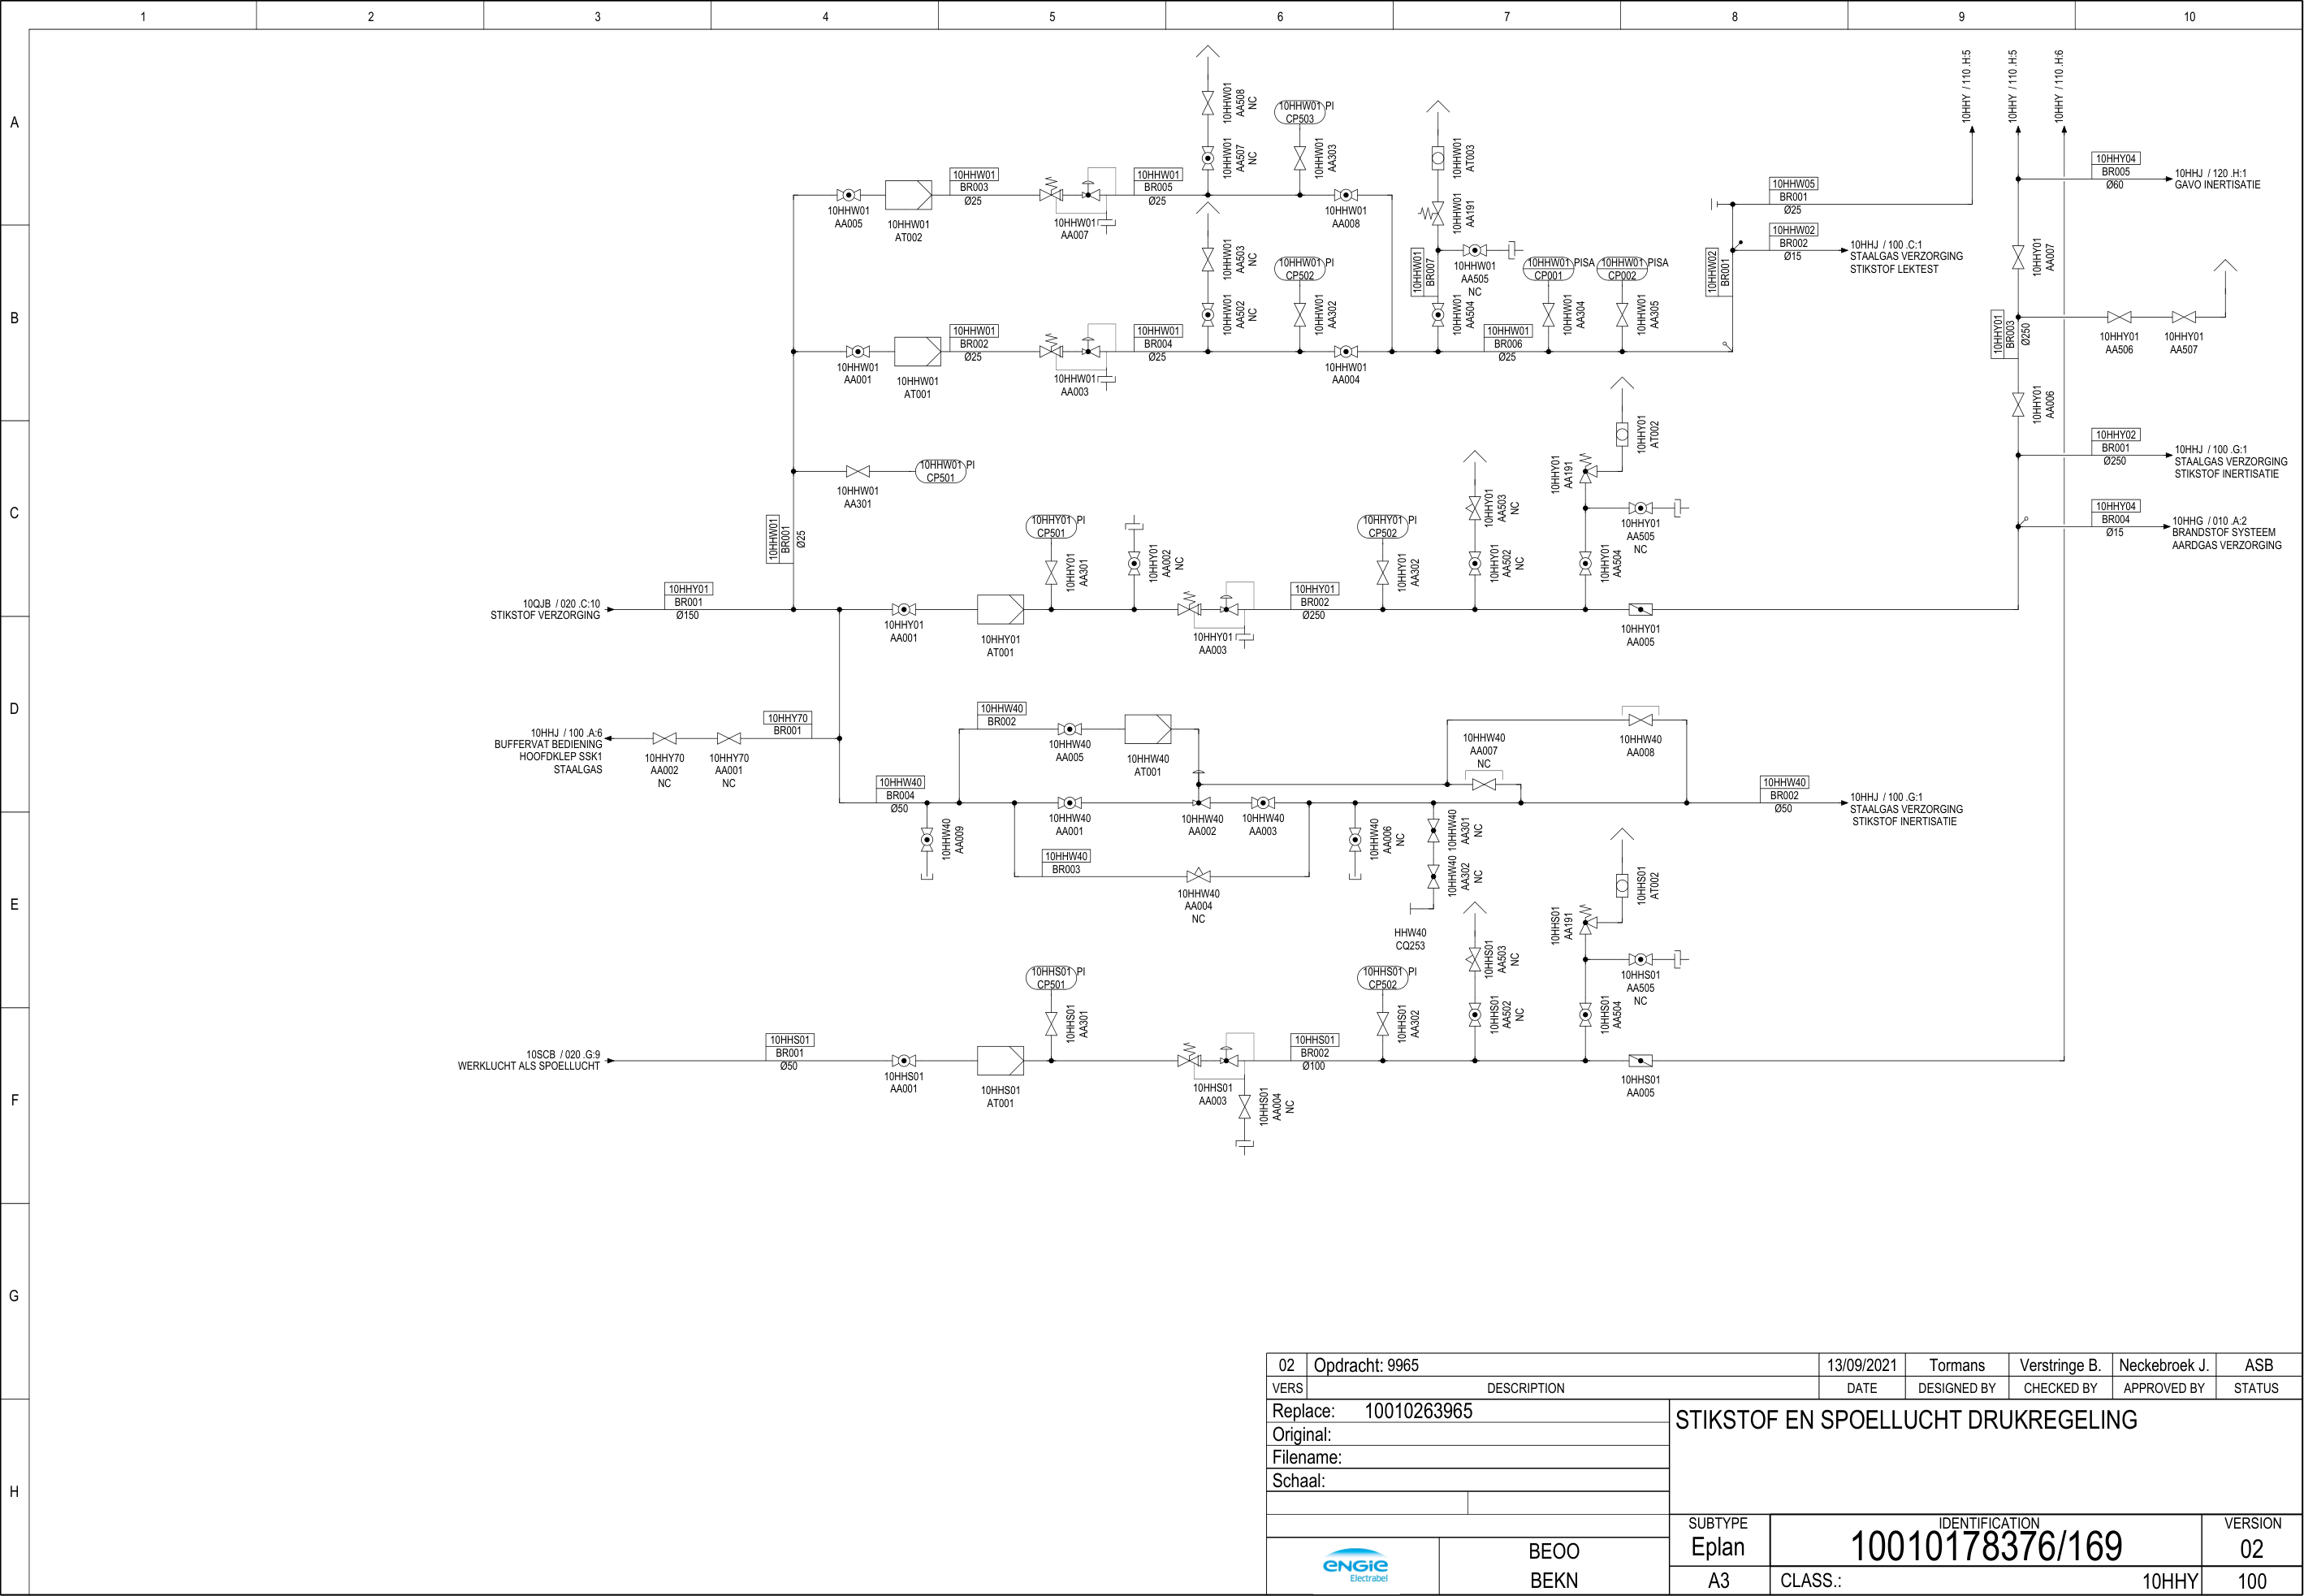 1 2 3 4 5 6 7 8 9 10
A
B
C
D
E
F
G
H
10HHY / 110 .H:5
10HHY / 110 .H:5
10HHY / 110 .H:6
10HHW01
AA508
NC
10HHW01 PI
CP503
10HHW01
AA507
NC
10HHW01
AA303
10HHW01
AT003
10HHW01
AA005
10HHW01
AT002
10HHW01
BR003
Ø25
10HHW01
AA007
10HHW01
BR005
Ø25
10HHW01
AA008
10HHW01
AA191
10HHW05
BR001
Ø25
10HHW02
BR002
Ø15
10HHJ / 100 .C:1
STAALGAS VERZORGING
STIKSTOF LEKTEST
10HHY04
BR005
Ø60
10HHJ / 120 .H:1
GAVO INERTISATIE
10HHW01
AA503
NC
10HHW01 PI
CP502
10HHW01
AA502
NC
10HHW01
AA302
10HHW01
BR007
10HHW01
AA505
NC
10HHW01
AA504
10HHW01 PISA
CP001
10HHW01 PISA
CP002
10HHW01
AA304
10HHW01
AA305
10HHW02
BR001
10HHY01
AA007
10HHY01
BR003
Ø250
10HHY01
AA506
10HHY01
AA507
10HHY01
AA006
10HHW01
AA001
10HHW01
AT001
10HHW01
BR002
Ø25
10HHW01
AA003
10HHW01
BR004
Ø25
10HHW01
AA004
10HHW01
BR006
Ø25
10HHW01
AA301
10HHW01 PI
CP501
10HHW01
BR001
Ø25
10HHY01 PI
CP501
10HHY01
AA301
10HHY01
AA002
NC
10HHY01 PI
CP502
10HHY01
AA302
10HHY01
AA503
NC
10HHY01
AA502
NC
10HHY01
AA191
10HHY01
AT002
10HHY01
AA505
NC
10HHY01
AA504
10HHY02
BR001
Ø250
10HHJ / 100 .G:1
STAALGAS VERZORGING
STIKSTOF INERTISATIE
10HHY04
BR004
Ø15
10HHG / 010 .A:2
BRANDSTOF SYSTEEM
AARDGAS VERZORGING
10QJB / 020 .C:10
STIKSTOF VERZORGING
10HHY01
BR001
Ø150
10HHY01
AA001
10HHY01
AT001
10HHY01
AA003
10HHY01
BR002
Ø250
10HHY01
AA005
10HHJ / 100 .A:6
BUFFERVAT BEDIENING
HOOFDKLEP SSK1
STAALGAS
10HHY70
AA002
NC
10HHY70
AA001
NC
10HHY70
BR001
10HHW40
BR002
10HHW40
AA005
10HHW40
AT001
10HHW40
AA007
NC
10HHW40
AA008
10HHW40
BR004
Ø50
10HHW40
AA009
10HHW40
AA001
10HHW40
AA002
10HHW40
AA003
10HHW40
BR003
10HHW40
AA004
NC
10HHW40
AA006
NC
10HHW40
AA301
NC
10HHW40
AA302
NC
HHW40
CQ253
10HHW40
BR002
Ø50
10HHJ / 100 .G:1
STAALGAS VERZORGING
STIKSTOF INERTISATIE
10HHS01 PI
CP501
10HHS01
AA301
10HHS01 PI
CP502
10HHS01
AA302
10HHS01
AA503
NC
10HHS01
AA502
NC
10HHS01
AA191
10HHS01
AT002
10HHS01
AA505
NC
10HHS01
AA504
10SCB / 020 .G:9
WERKLUCHT ALS SPOELLUCHT
10HHS01
BR001
Ø50
10HHS01
AA001
10HHS01
AT001
10HHS01
AA003
10HHS01
AA004
NC
10HHS01
BR002
Ø100
10HHS01
AA005
02 Opdracht: 9965 13/09/2021 Tormans Verstringe B. Neckebroek J. ASB
VERS DESCRIPTION DATE DESIGNED BY CHECKED BY APPROVED BY STATUS
Replace: 10010263965
Original:
Filename:
Schaal:
STIKSTOF EN SPOELLUCHT DRUKREGELING
ENGIE
Electrabel
BEOO
BEKN
SUBTYPE IDENTIFICATION VERSION
Eplan 10010178376/169 02
A3 CLASS.: 10HHY 100